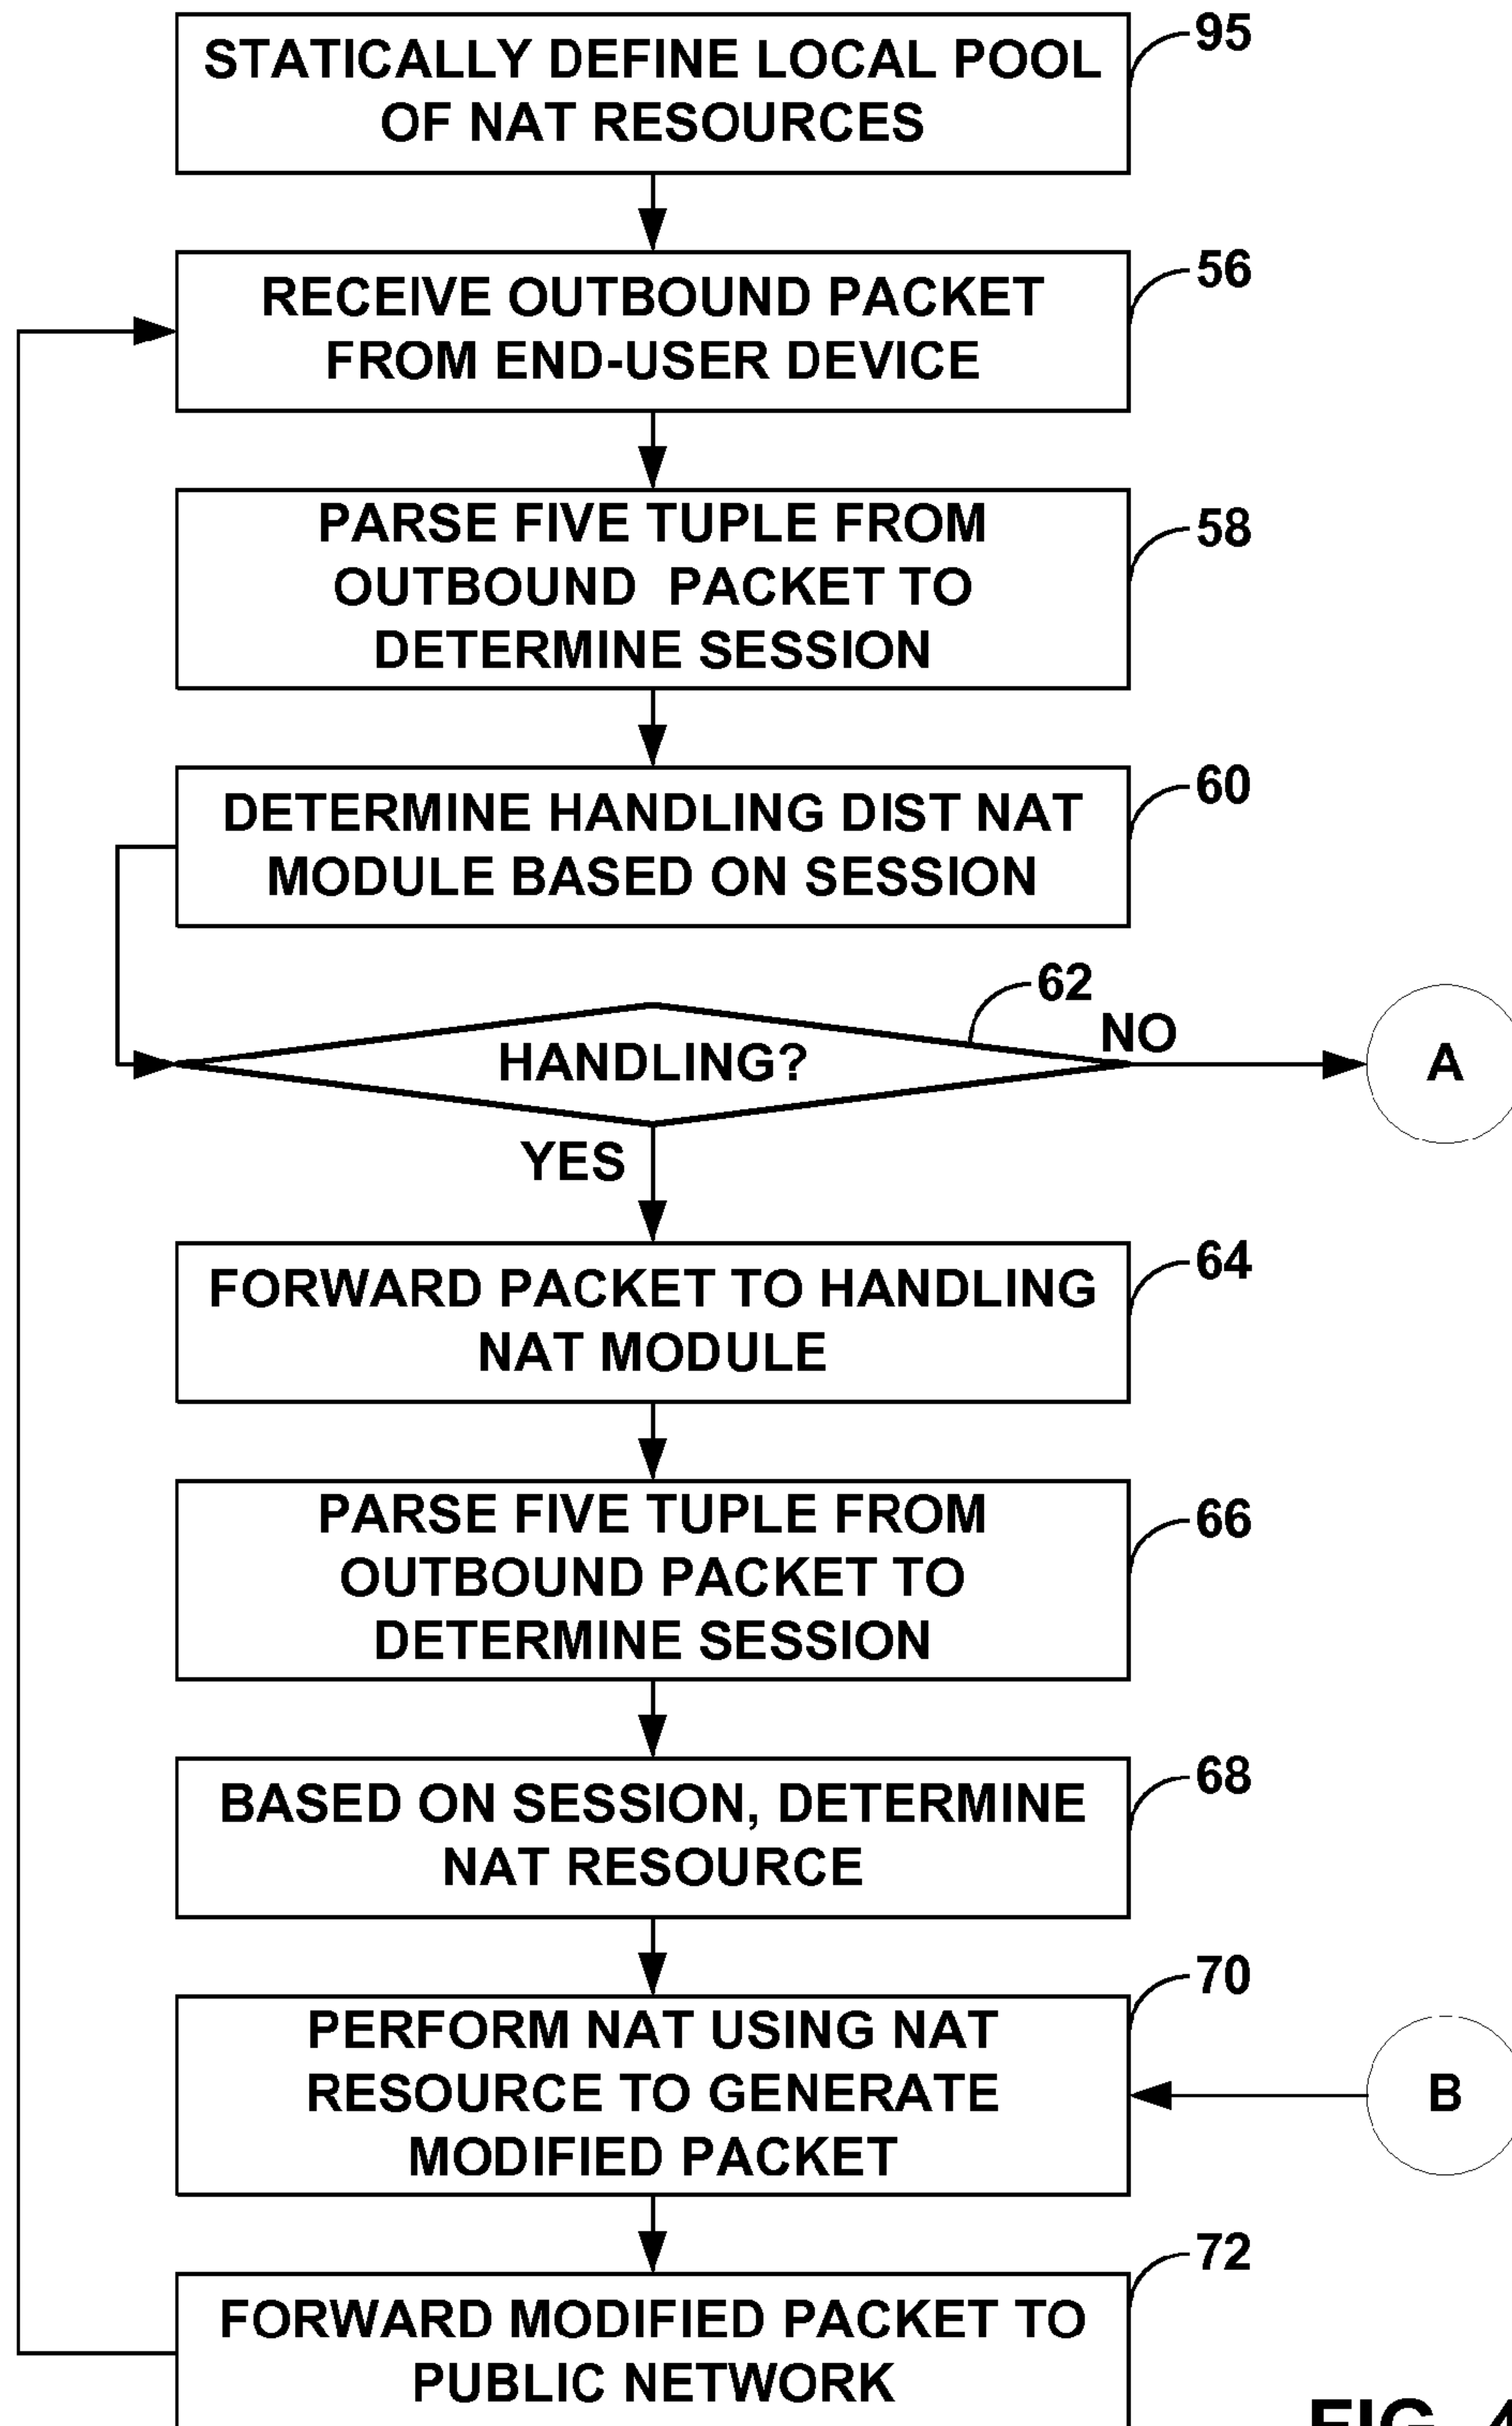 STATICALLY DEFINE LOCAL POOL
OF NAT RESOURCES
95
RECEIVE OUTBOUND PACKET
FROM END-USER DEVICE
56
PARSE FIVE TUPLE FROM
OUTBOUND PACKET TO
DETERMINE SESSION
58
DETERMINE HANDLING DIST NAT
MODULE BASED ON SESSION
60
62
HANDLING?
NO
A
YES
FORWARD PACKET TO HANDLING
NAT MODULE
64
PARSE FIVE TUPLE FROM
OUTBOUND PACKET TO
DETERMINE SESSION
66
BASED ON SESSION, DETERMINE
NAT RESOURCE
68
PERFORM NAT USING NAT
RESOURCE TO GENERATE
MODIFIED PACKET
70
B
FORWARD MODIFIED PACKET TO
PUBLIC NETWORK
72
FIG. 4